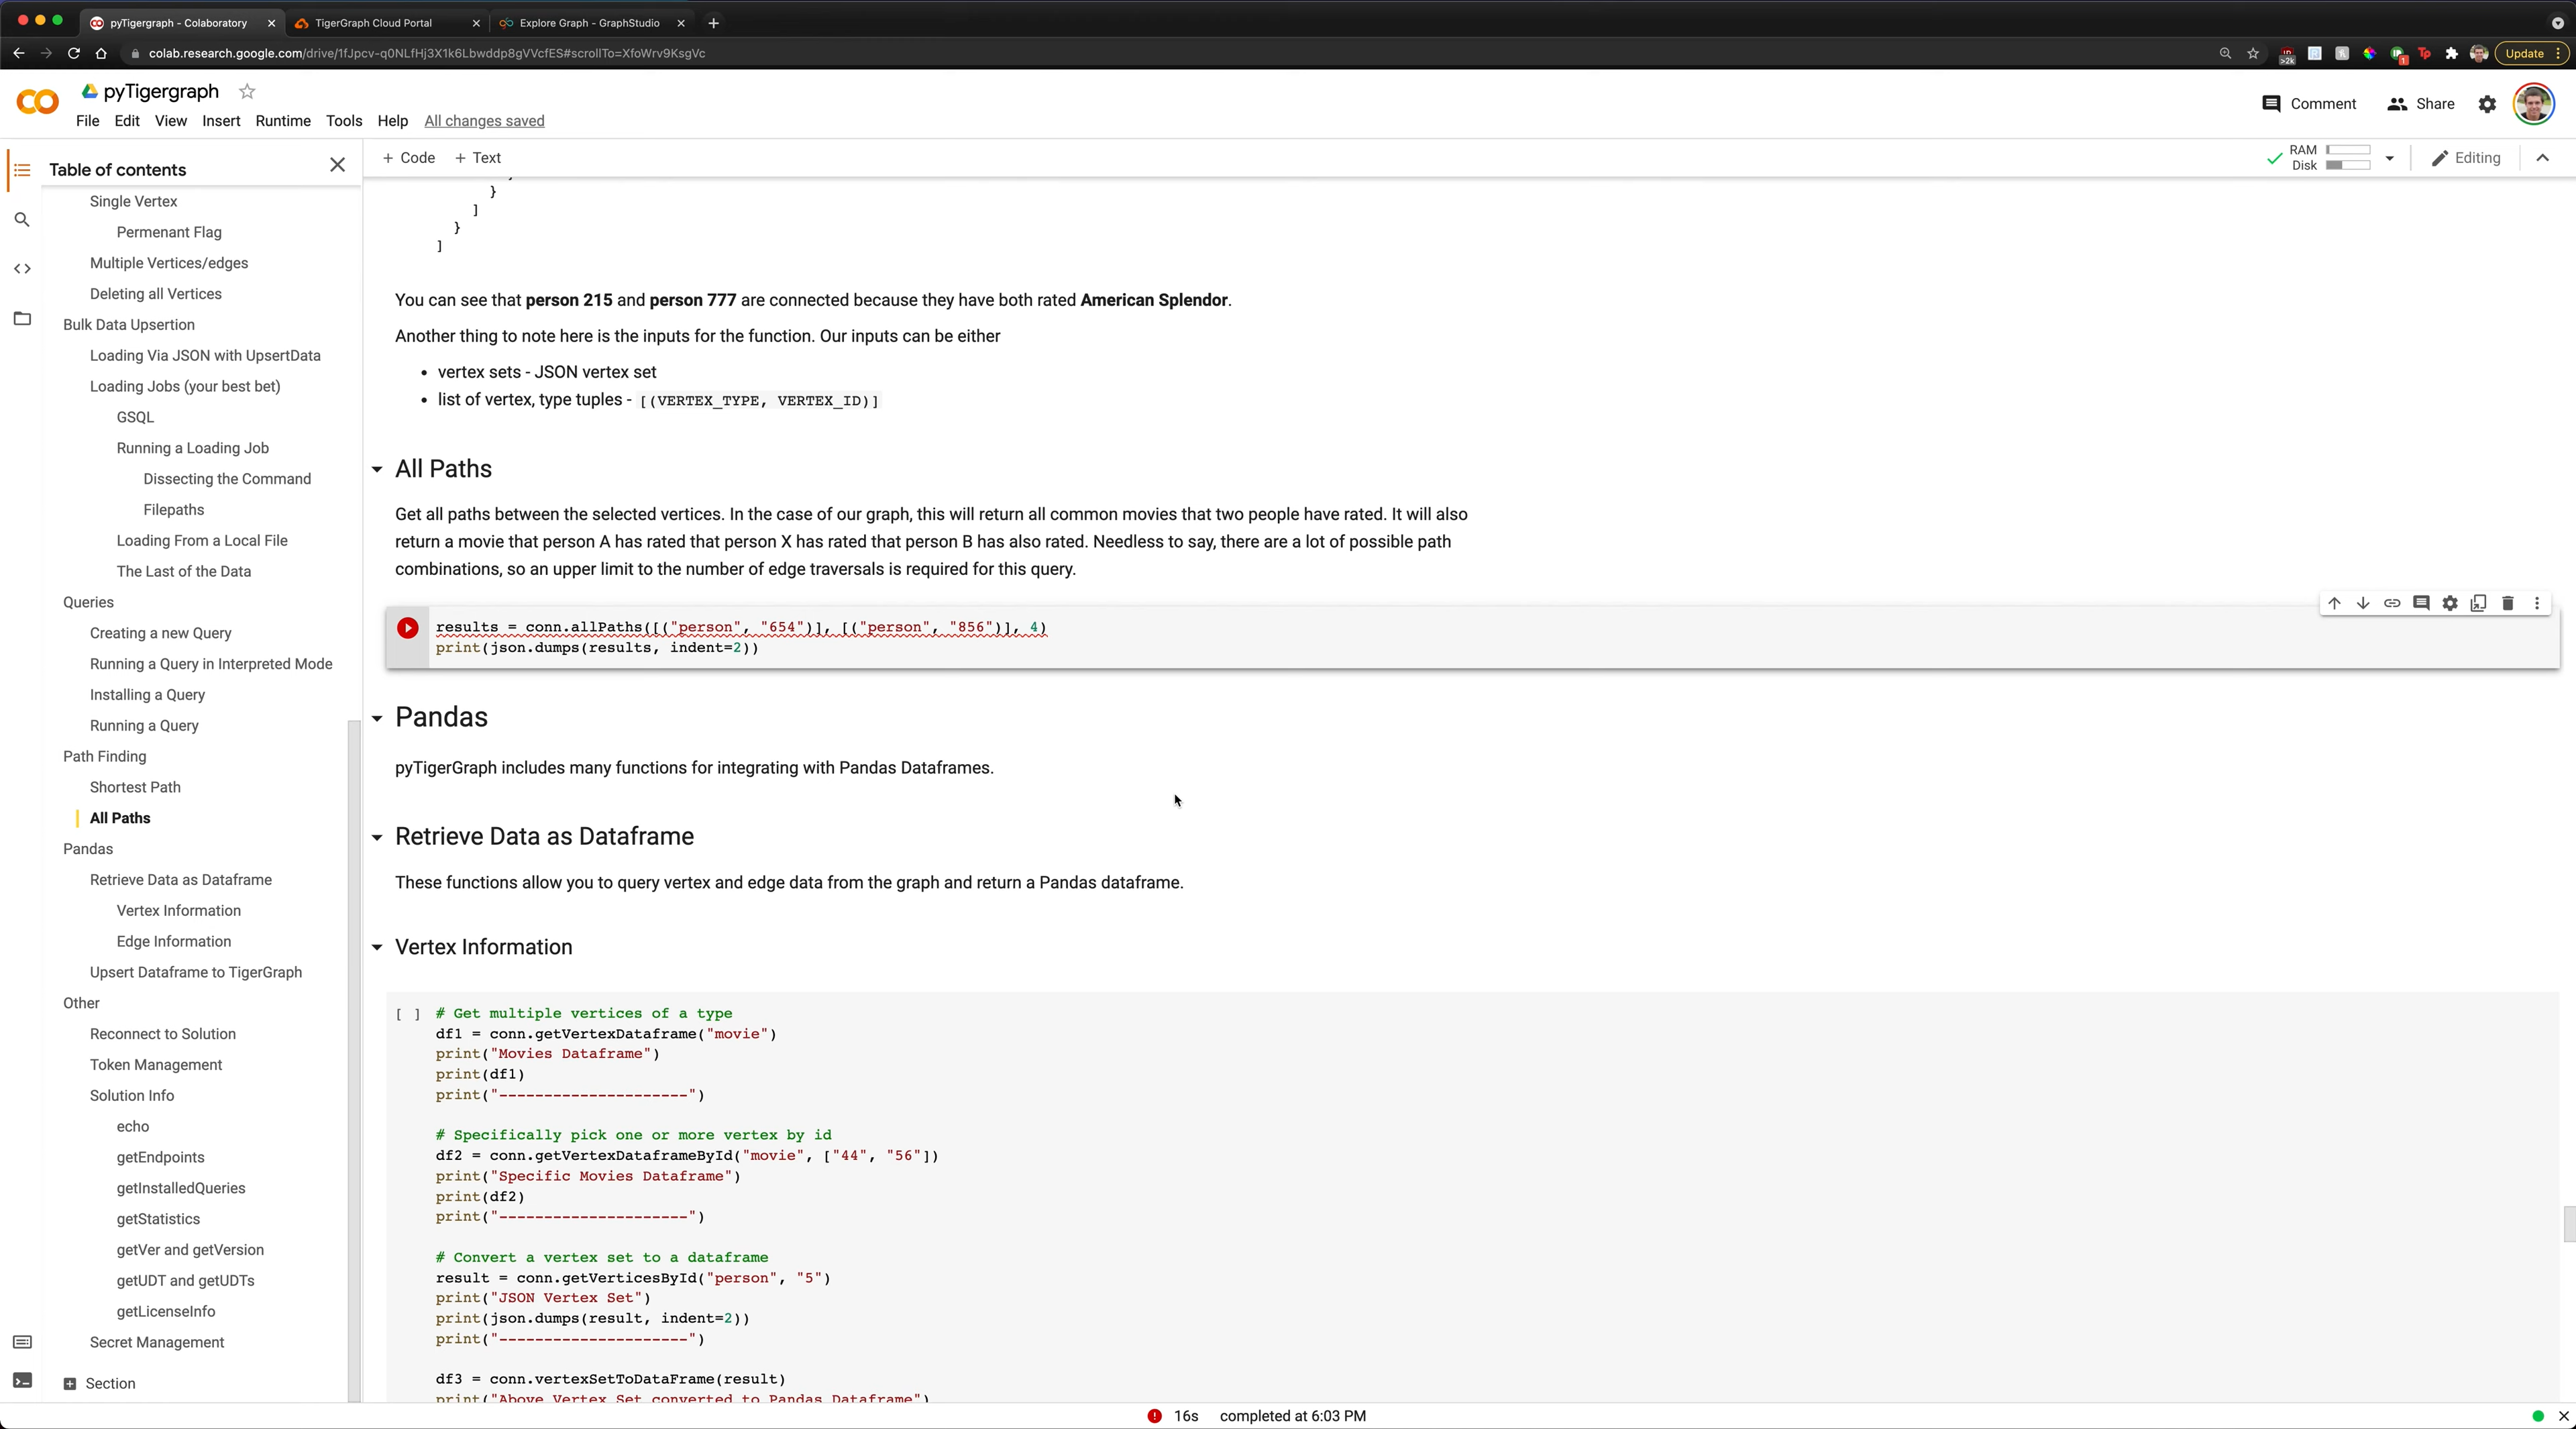 pyTigergraph - Colaboratory
TigerGraph Cloud Portal
Explore Graph - GraphStudio
colab.research.google.com/drive/1fJpcv-q0NLfHj3X1k6Lbwddp8gVVcfES#scrollTo=XfoWrv9KsgVc
>2k
1
Tp
Update
pyTigergraph
File Edit View Insert Runtime Tools Help All changes saved
Comment
Share
Table of contents
+ Code + Text
RAM
Disk
Editing
Single Vertex
Permenant Flag
Multiple Vertices/edges
Deleting all Vertices
Bulk Data Upsertion
Loading Via JSON with UpsertData
Loading Jobs (your best bet)
GSQL
Running a Loading Job
Dissecting the Command
Filepaths
Loading From a Local File
The Last of the Data
Queries
Creating a new Query
Running a Query in Interpreted Mode
Installing a Query
Running a Query
Path Finding
Shortest Path
All Paths
Pandas
Retrieve Data as Dataframe
Vertex Information
Edge Information
Upsert Dataframe to TigerGraph
Other
Reconnect to Solution
Token Management
Solution Info
echo
getEndpoints
getInstalledQueries
getStatistics
getVer and getVersion
getUDT and getUDTs
getLicenseInfo
Secret Management
Section
}
]
}
]
You can see that person 215 and person 777 are connected because they have both rated American Splendor.
Another thing to note here is the inputs for the function. Our inputs can be either
• vertex sets - JSON vertex set
• list of vertex, type tuples - [(VERTEX_TYPE, VERTEX_ID)]
All Paths
Get all paths between the selected vertices. In the case of our graph, this will return all common movies that two people have rated. It will also
return a movie that person A has rated that person X has rated that person B has also rated. Needless to say, there are a lot of possible path
combinations, so an upper limit to the number of edge traversals is required for this query.
results = conn.allPaths([("person", "654")], [("person", "856")], 4)
print(json.dumps(results, indent=2))
Pandas
pyTigerGraph includes many functions for integrating with Pandas Dataframes.
Retrieve Data as Dataframe
These functions allow you to query vertex and edge data from the graph and return a Pandas dataframe.
Vertex Information
[ ] # Get multiple vertices of a type
df1 = conn.getVertexDataframe("movie")
print("Movies Dataframe")
print(df1)
print("---------------------")
# Specifically pick one or more vertex by id
df2 = conn.getVertexDataframeById("movie", ["44", "56"])
print("Specific Movies Dataframe")
print(df2)
print("---------------------")
# Convert a vertex set to a dataframe
result = conn.getVerticesById("person", "5")
print("JSON Vertex Set")
print(json.dumps(result, indent=2))
print("---------------------")
df3 = conn.vertexSetToDataFrame(result)
print("Above Vertex Set converted to Pandas Dataframe")
16s completed at 6:03 PM